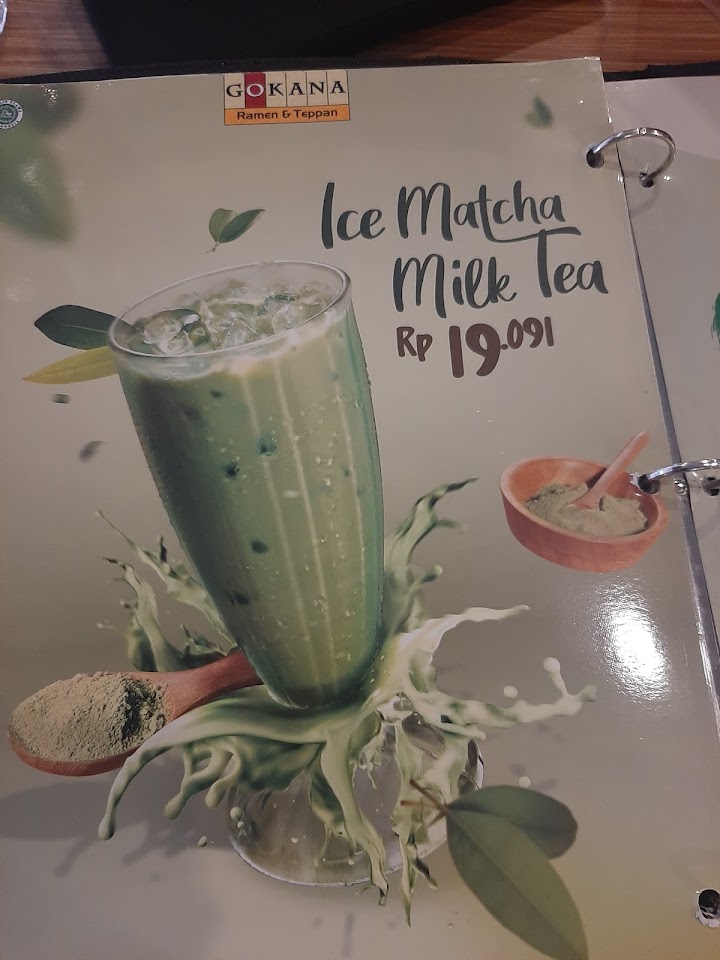 GOKANA
Ramen & Teppan
Ice Matcha
Milk Tea
Rp 19.091